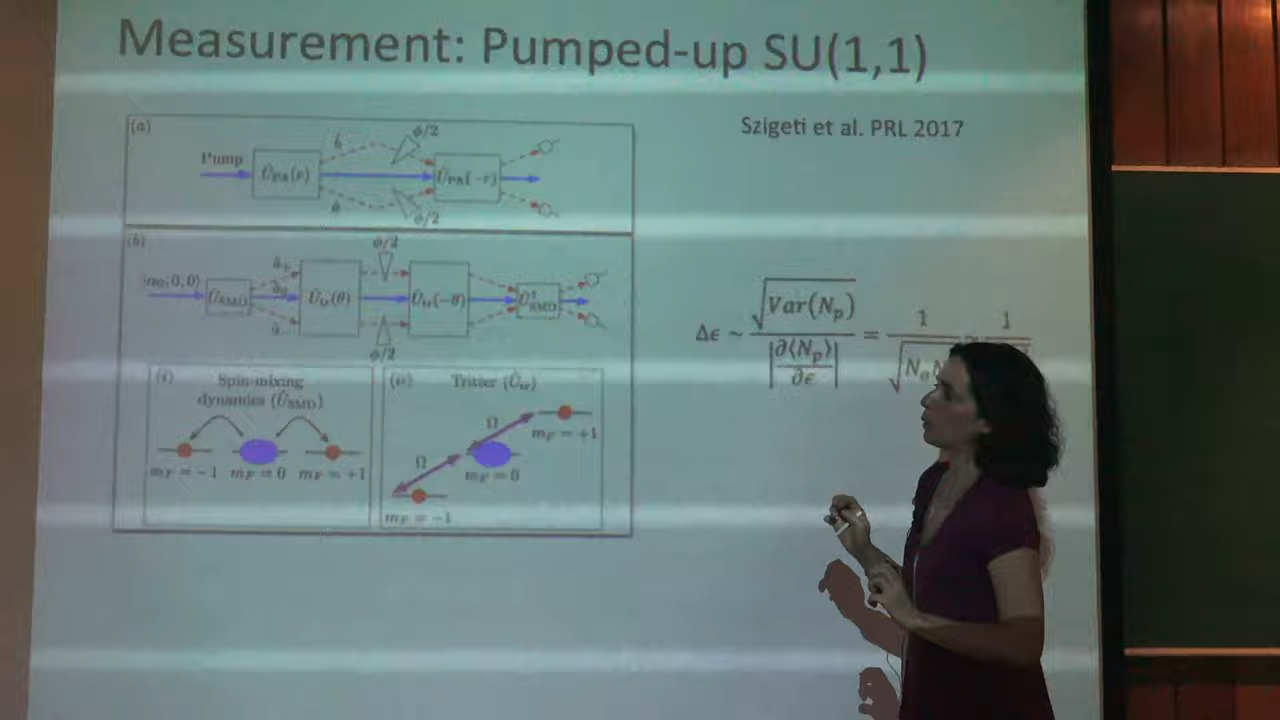 Measurement: Pumped-up SU(1,1)
Szigeti et al. PRL 2017
(a)
Pump
b̂
ϕ/2
Û_PA(r)
Û_PA(−r)
â
ϕ/2
(b)
|α₀,0,0⟩
Û_SMD
â₊
â₀
â₋
Û_tr(θ)
ϕ/2
Û_tr(−θ)
Û†_SMD
ϕ/2
(i)
Spin-mixing
dynamics (Û_SMD)
m_F = −1 m_F = 0 m_F = +1
(ii)
Tritter (Û_tr)
Ω
m_F = +1
Ω
m_F = 0
m_F = −1
Δϵ ~ √Var(N_p) / |∂⟨N_p⟩/∂ϵ| = 1/√N₀
1